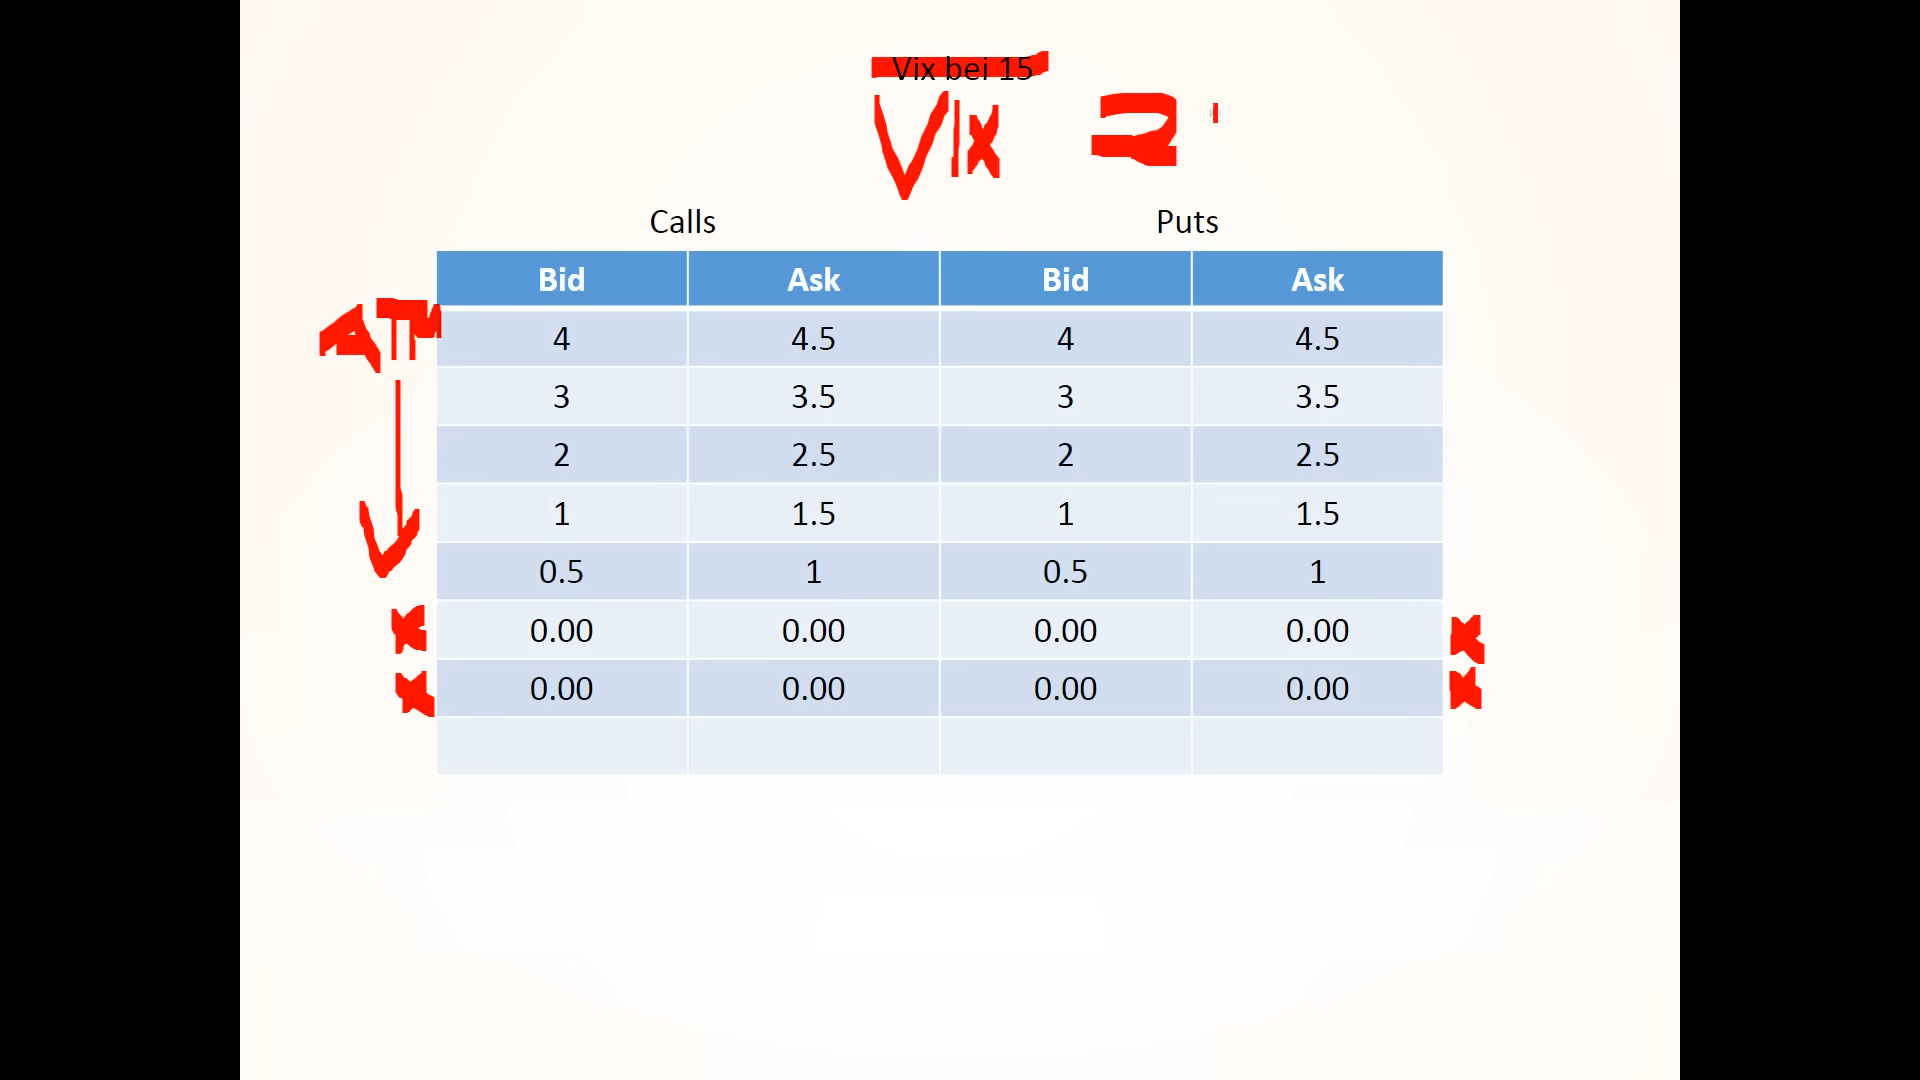 Vix bei 15
Vix 2
Calls Puts
Bid Ask Bid Ask
ATM 4 4.5 4 4.5
3 3.5 3 3.5
2 2.5 2 2.5
1 1.5 1 1.5
0.5 1 0.5 1
x 0.00 0.00 0.00 0.00 x
x 0.00 0.00 0.00 0.00 x